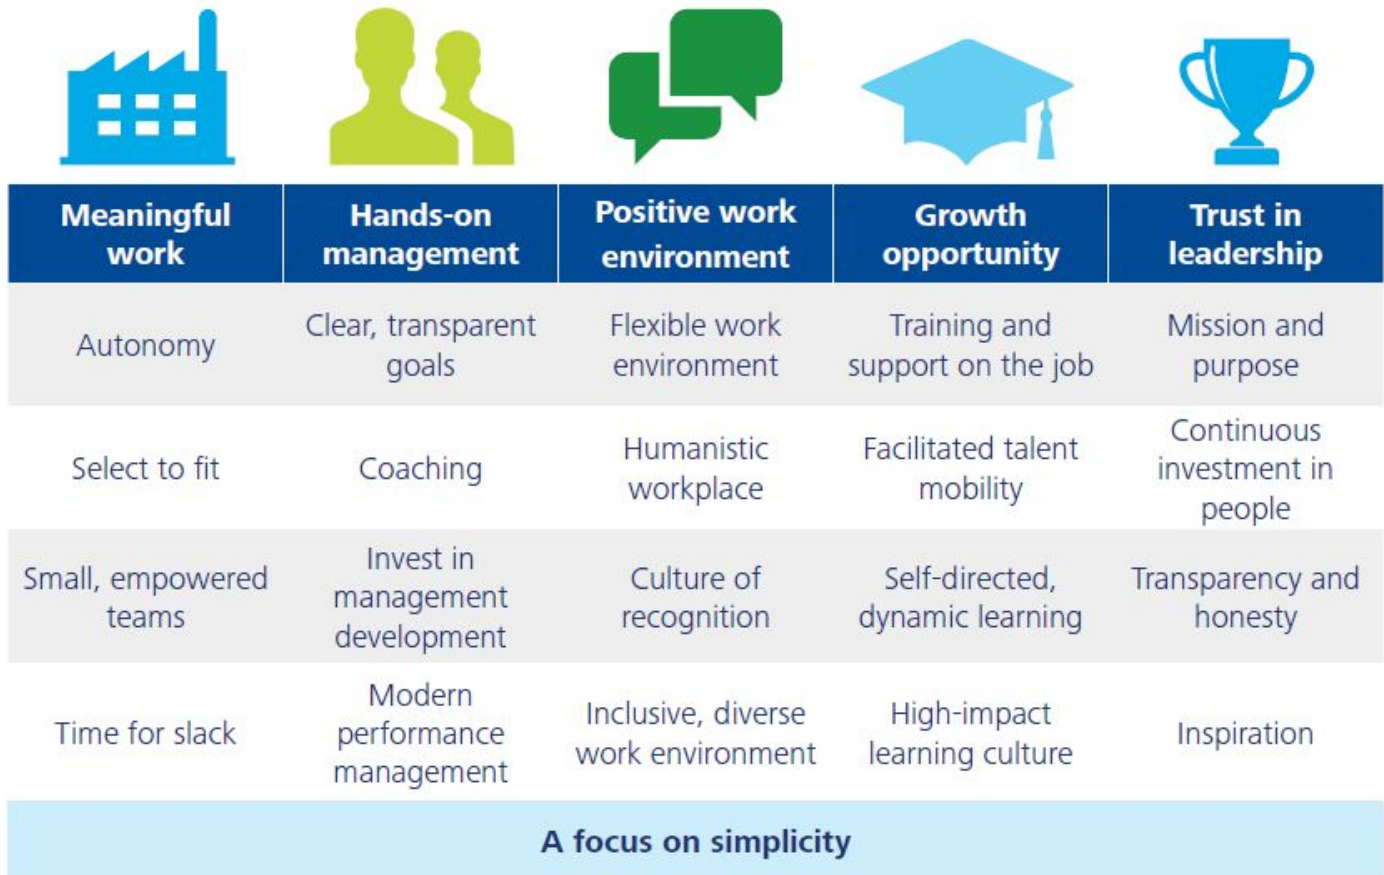 Meaningful
work
Hands-on
management
Positive work
environment
Growth
opportunity
Trust in
leadership
Autonomy
Clear, transparent
goals
Flexible work
environment
Training and
support on the job
Mission and
purpose
Select to fit
Coaching
Humanistic
workplace
Facilitated talent
mobility
Continuous
investment in
people
Small, empowered
teams
Invest in
management
development
Culture of
recognition
Self-directed,
dynamic learning
Transparency and
honesty
Time for slack
Modern
performance
management
Inclusive, diverse
work environment
High-impact
learning culture
Inspiration
A focus on simplicity